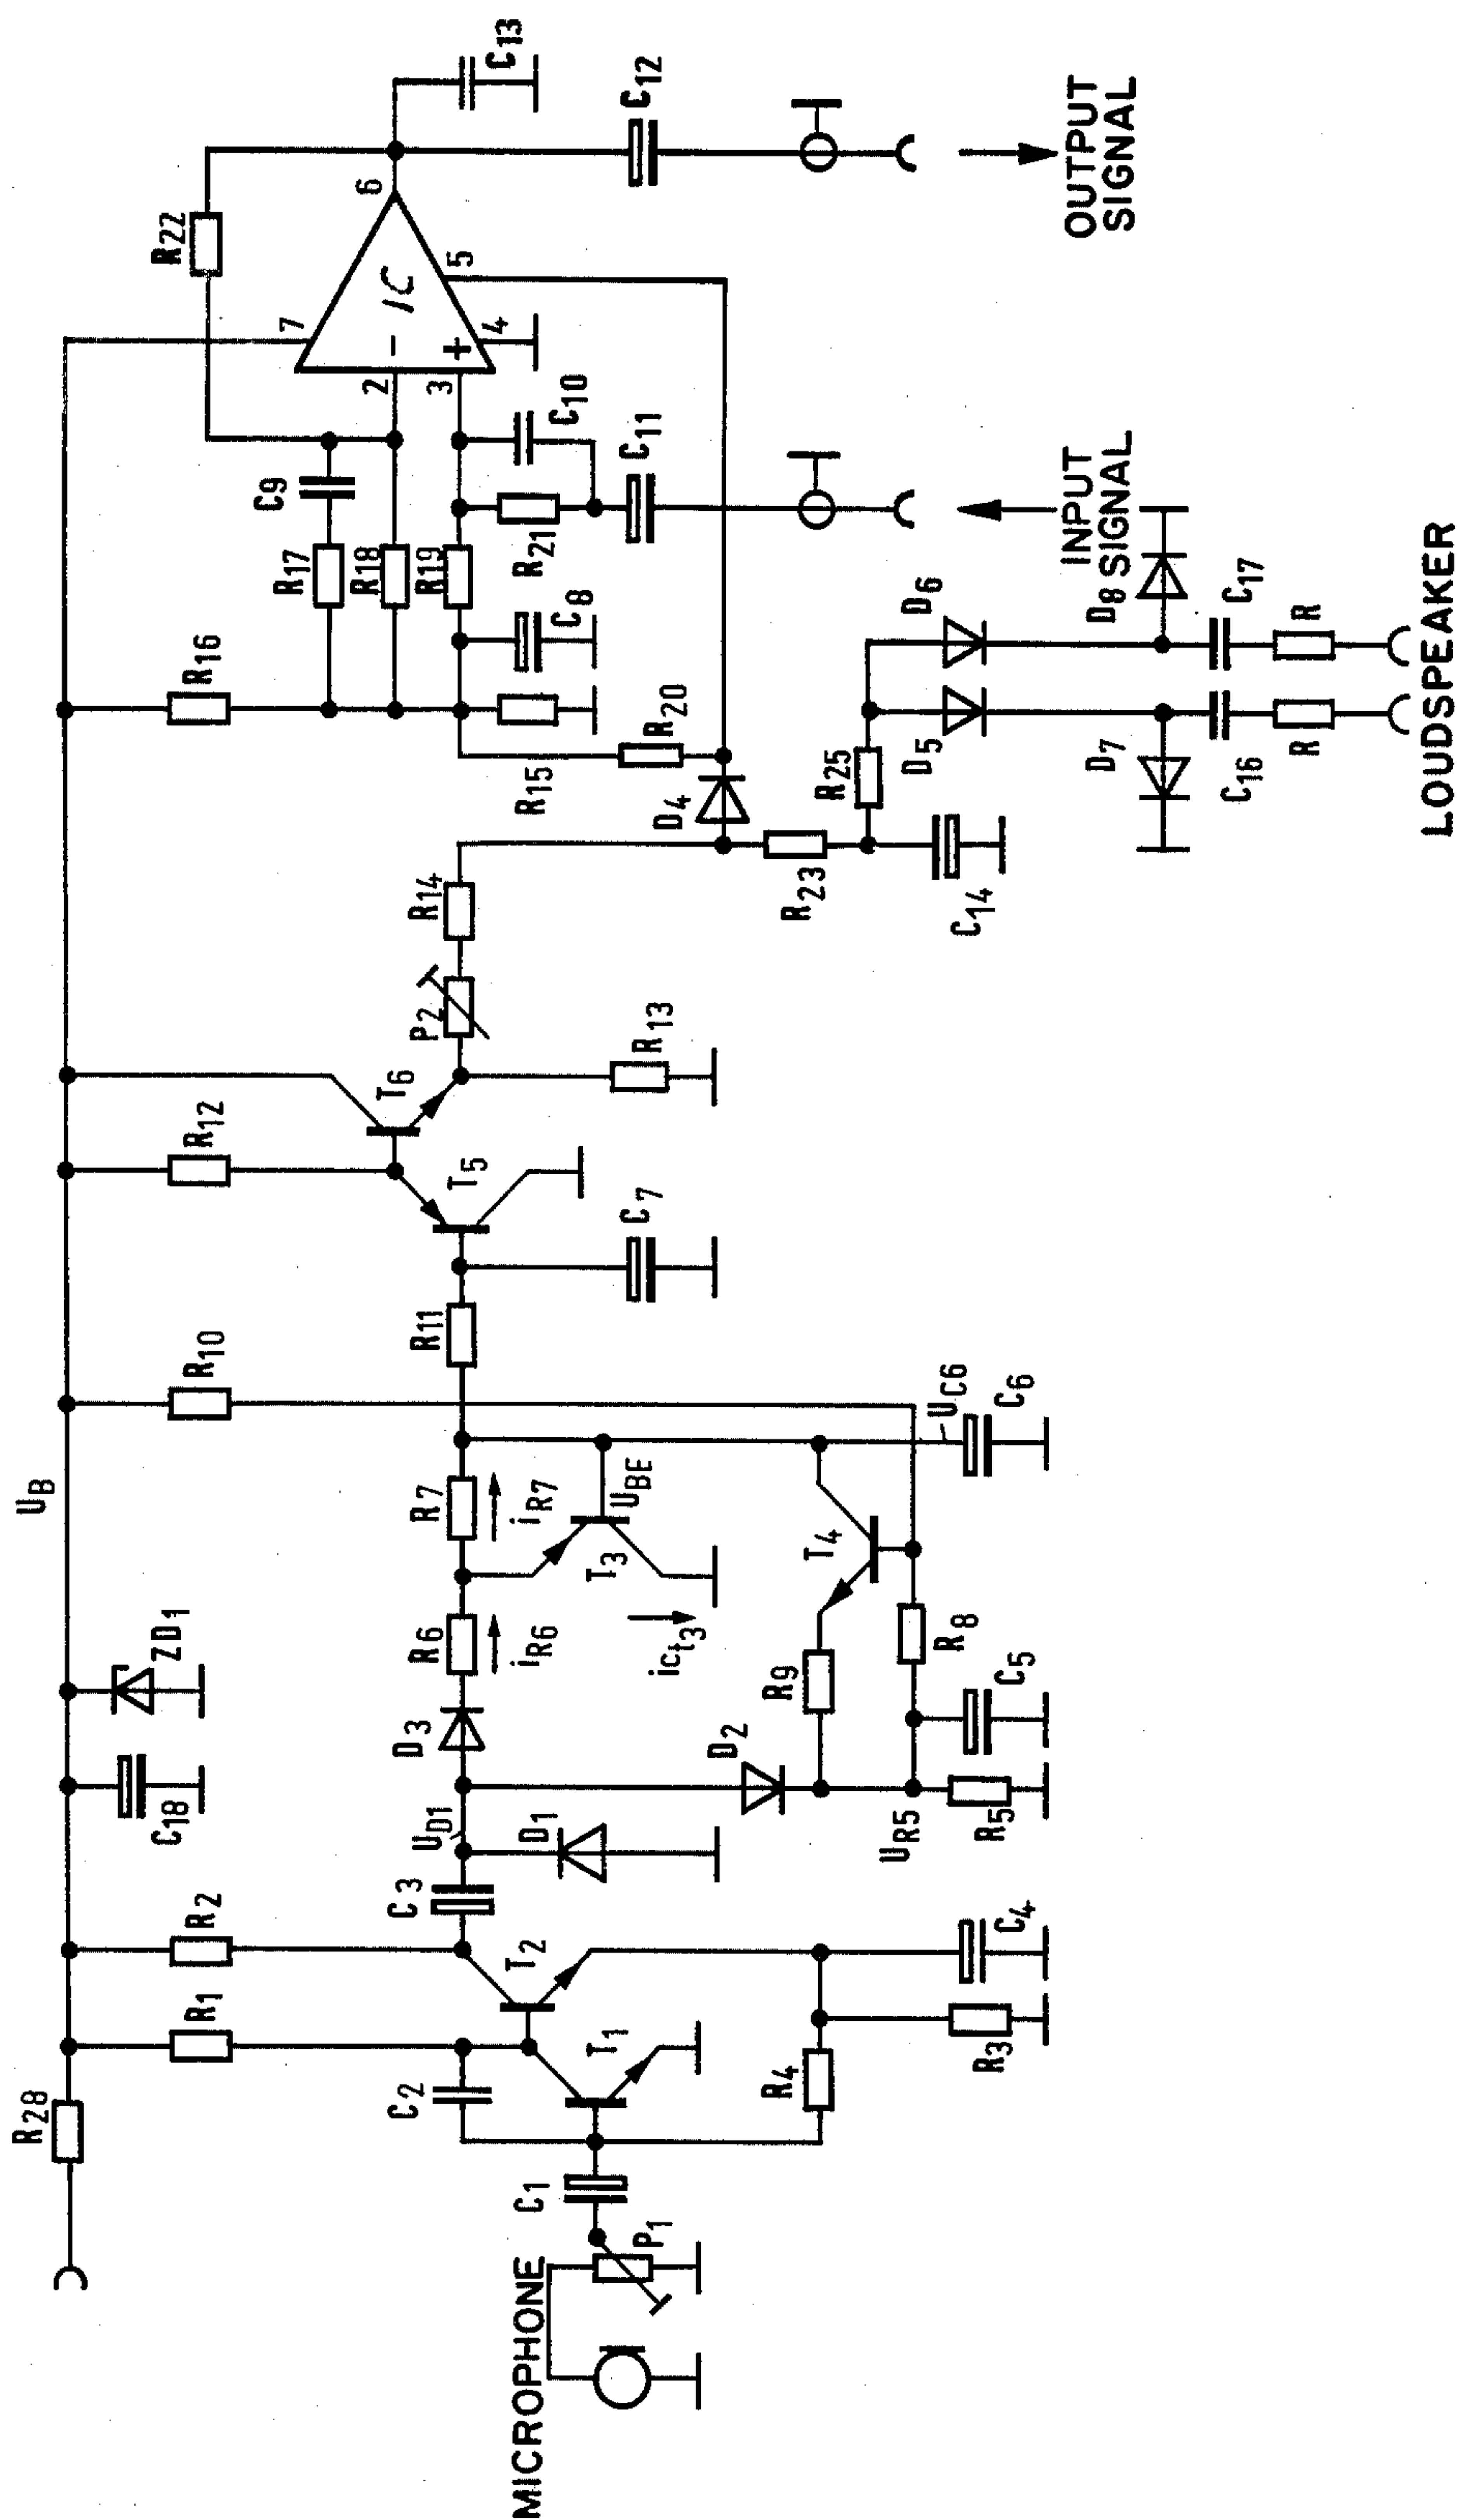 MICROPHONE
P1
C1
R28
C2
R1
T1
R4
R3
R2
T2
C4
C3
UD1
D1
C18
ZD1
D3
D2
UR5
R5
C5
R6
iR6
R9
R8
T3
ict3
T4
R7
iR7
UBE
UB
UC6
C6
R10
R11
C7
T5
R12
T6
R13
P2
R14
D4
R23
C14
R15
R20
R25
R16
C8
R17
R18
R19
C9
R21
C10
C11
2
3
-
+
IC
7
4
5
6
R22
C13
C12
D5
D6
D7
D8
C16
C17
R
R
LOUDSPEAKER
INPUT
SIGNAL
OUTPUT
SIGNAL